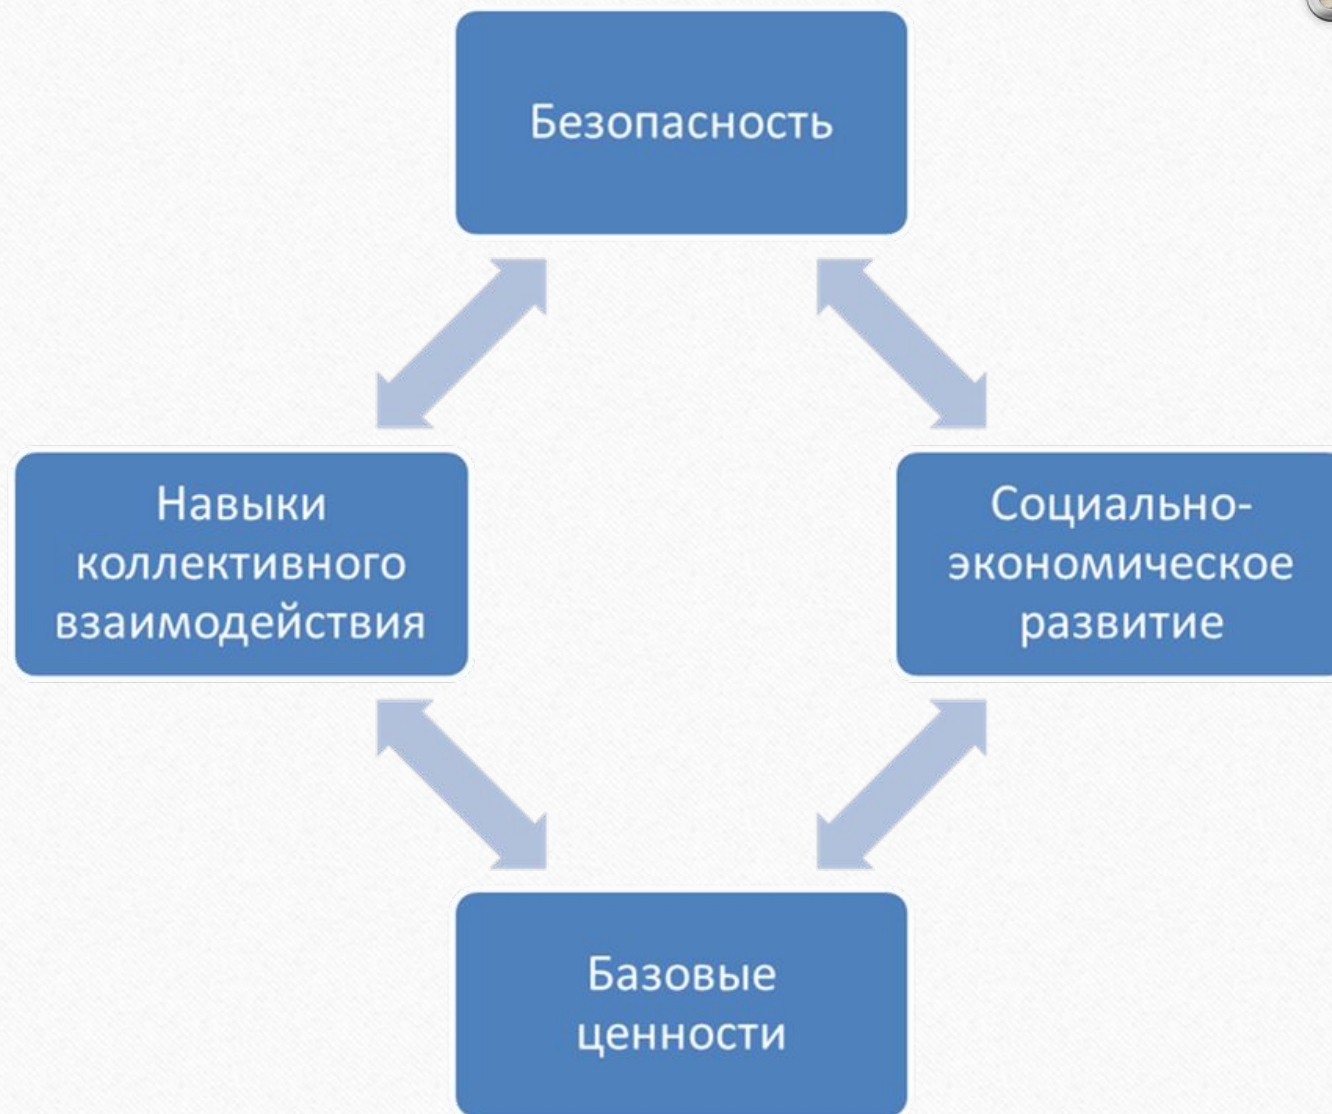 Безопасность
Навыки
коллективного
взаимодействия
Социально-
экономическое
развитие
Базовые
ценности